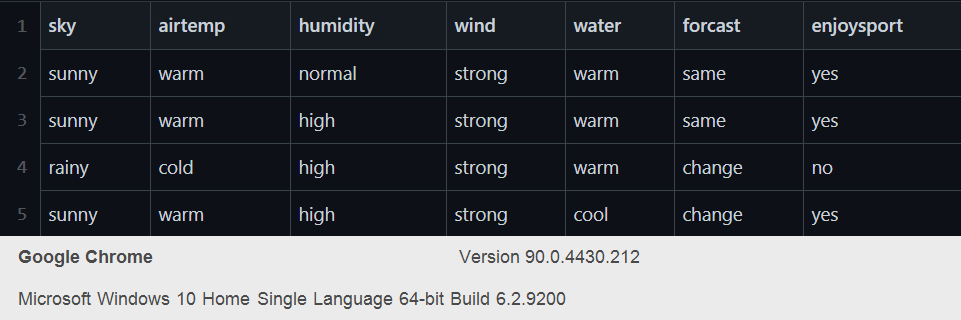 1 sky airtemp humidity wind water forcast enjoysport
2 sunny warm normal strong warm same yes
3 sunny warm high strong warm same yes
4 rainy cold high strong warm change no
5 sunny warm high strong cool change yes
Google Chrome Version 90.0.4430.212
Microsoft Windows 10 Home Single Language 64-bit Build 6.2.9200